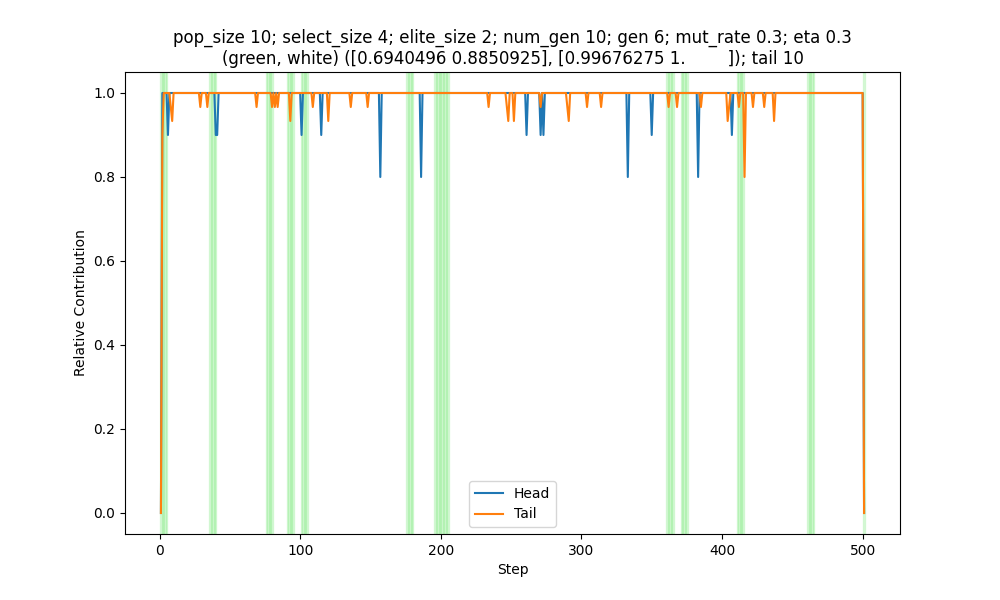 pop_size 10; select_size 4; elite_size 2; num_gen 10; gen 6; mut_rate 0.3; eta 0.3
(green, white) ([0.6940496 0.8850925], [0.99676275 1.        ]); tail 10
1.0
0.8
0.6
0.4
0.2
0.0
Relative Contribution
Head
Tail
0
100
200
300
400
500
Step